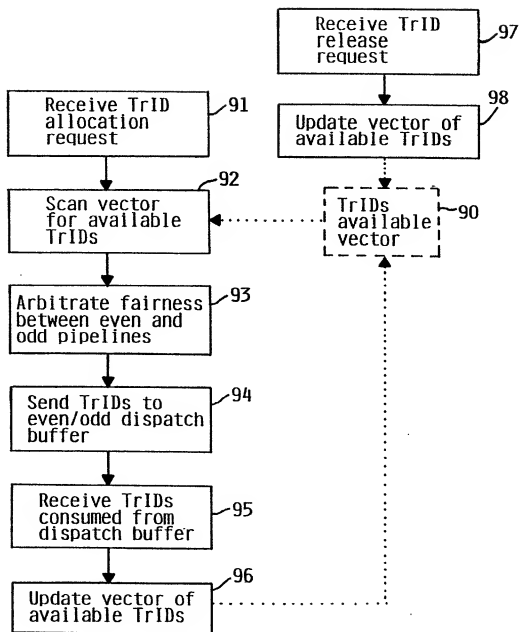 Receive TrID
release
request
97
Update vector of
available TrIDs
98
TrIDs
available
vector
90
Receive TrID
allocation
request
91
Scan vector
for available
TrIDs
92
Arbitrate fairness
between even and
odd pipelines
93
Send TrIDs to
even/odd dispatch
buffer
94
Receive TrIDs
consumed from
dispatch buffer
95
Update vector of
available TrIDs
96